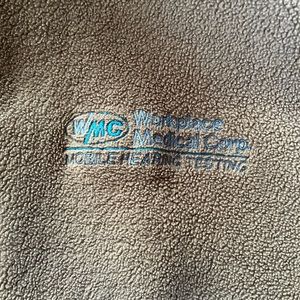 WMC Workplace
Medical Corp.
MOBILE HEARING TESTING